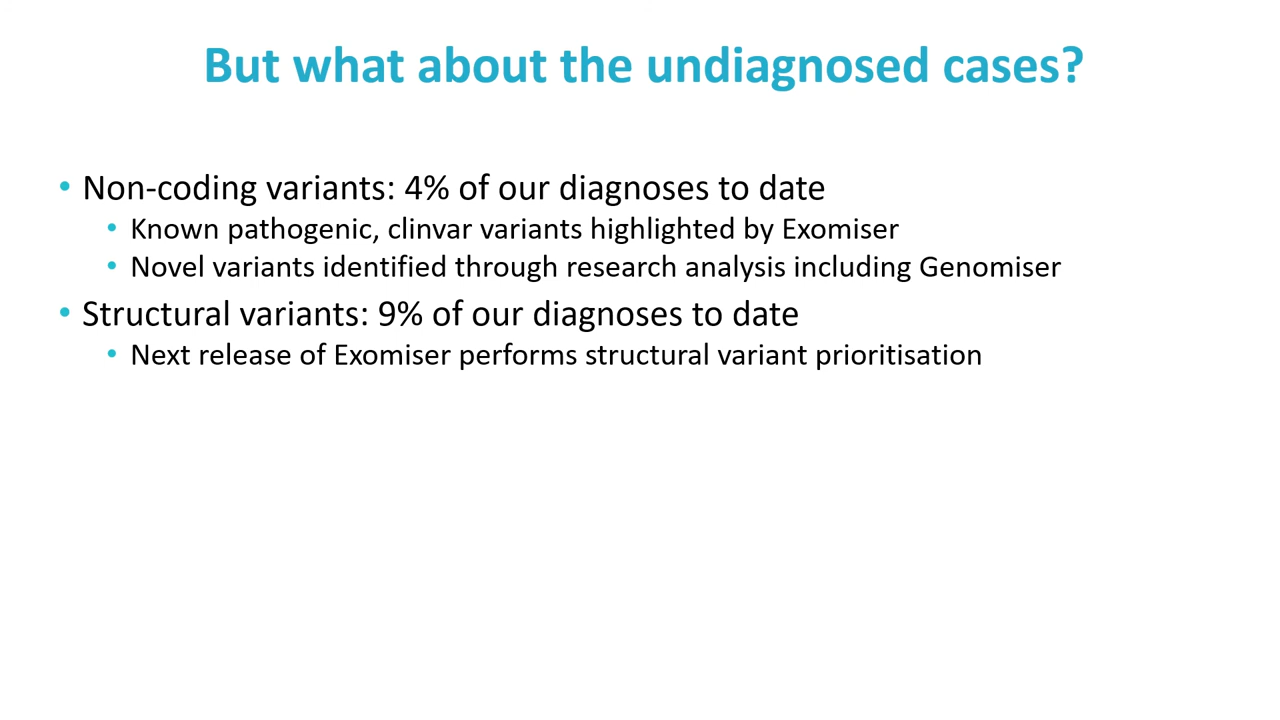 But what about the undiagnosed cases?
• Non-coding variants: 4% of our diagnoses to date
• Known pathogenic, clinvar variants highlighted by Exomiser
• Novel variants identified through research analysis including Genomiser
• Structural variants: 9% of our diagnoses to date
• Next release of Exomiser performs structural variant prioritisation